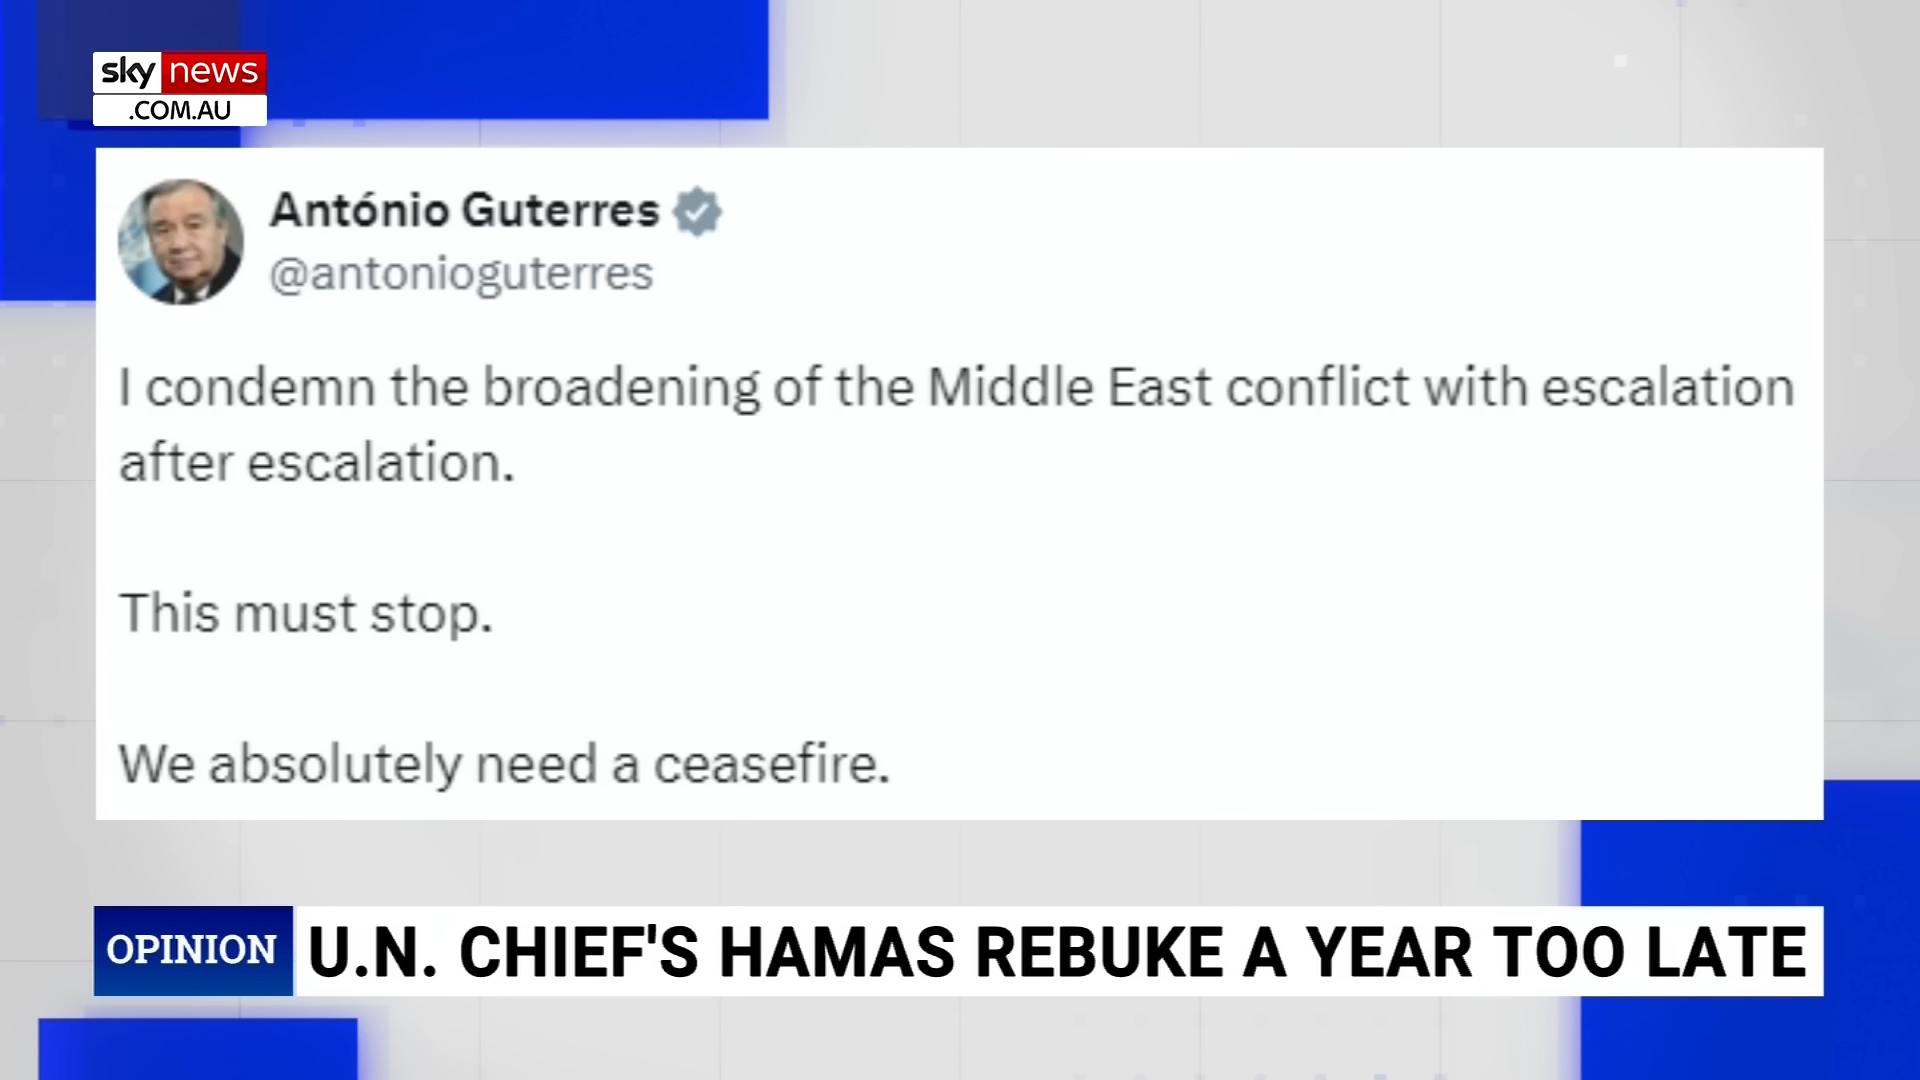 sky news
.COM.AU
António Guterres
@antonioguterres
I condemn the broadening of the Middle East conflict with escalation
after escalation.
This must stop.
We absolutely need a ceasefire.
OPINION U.N. CHIEF'S HAMAS REBUKE A YEAR TOO LATE